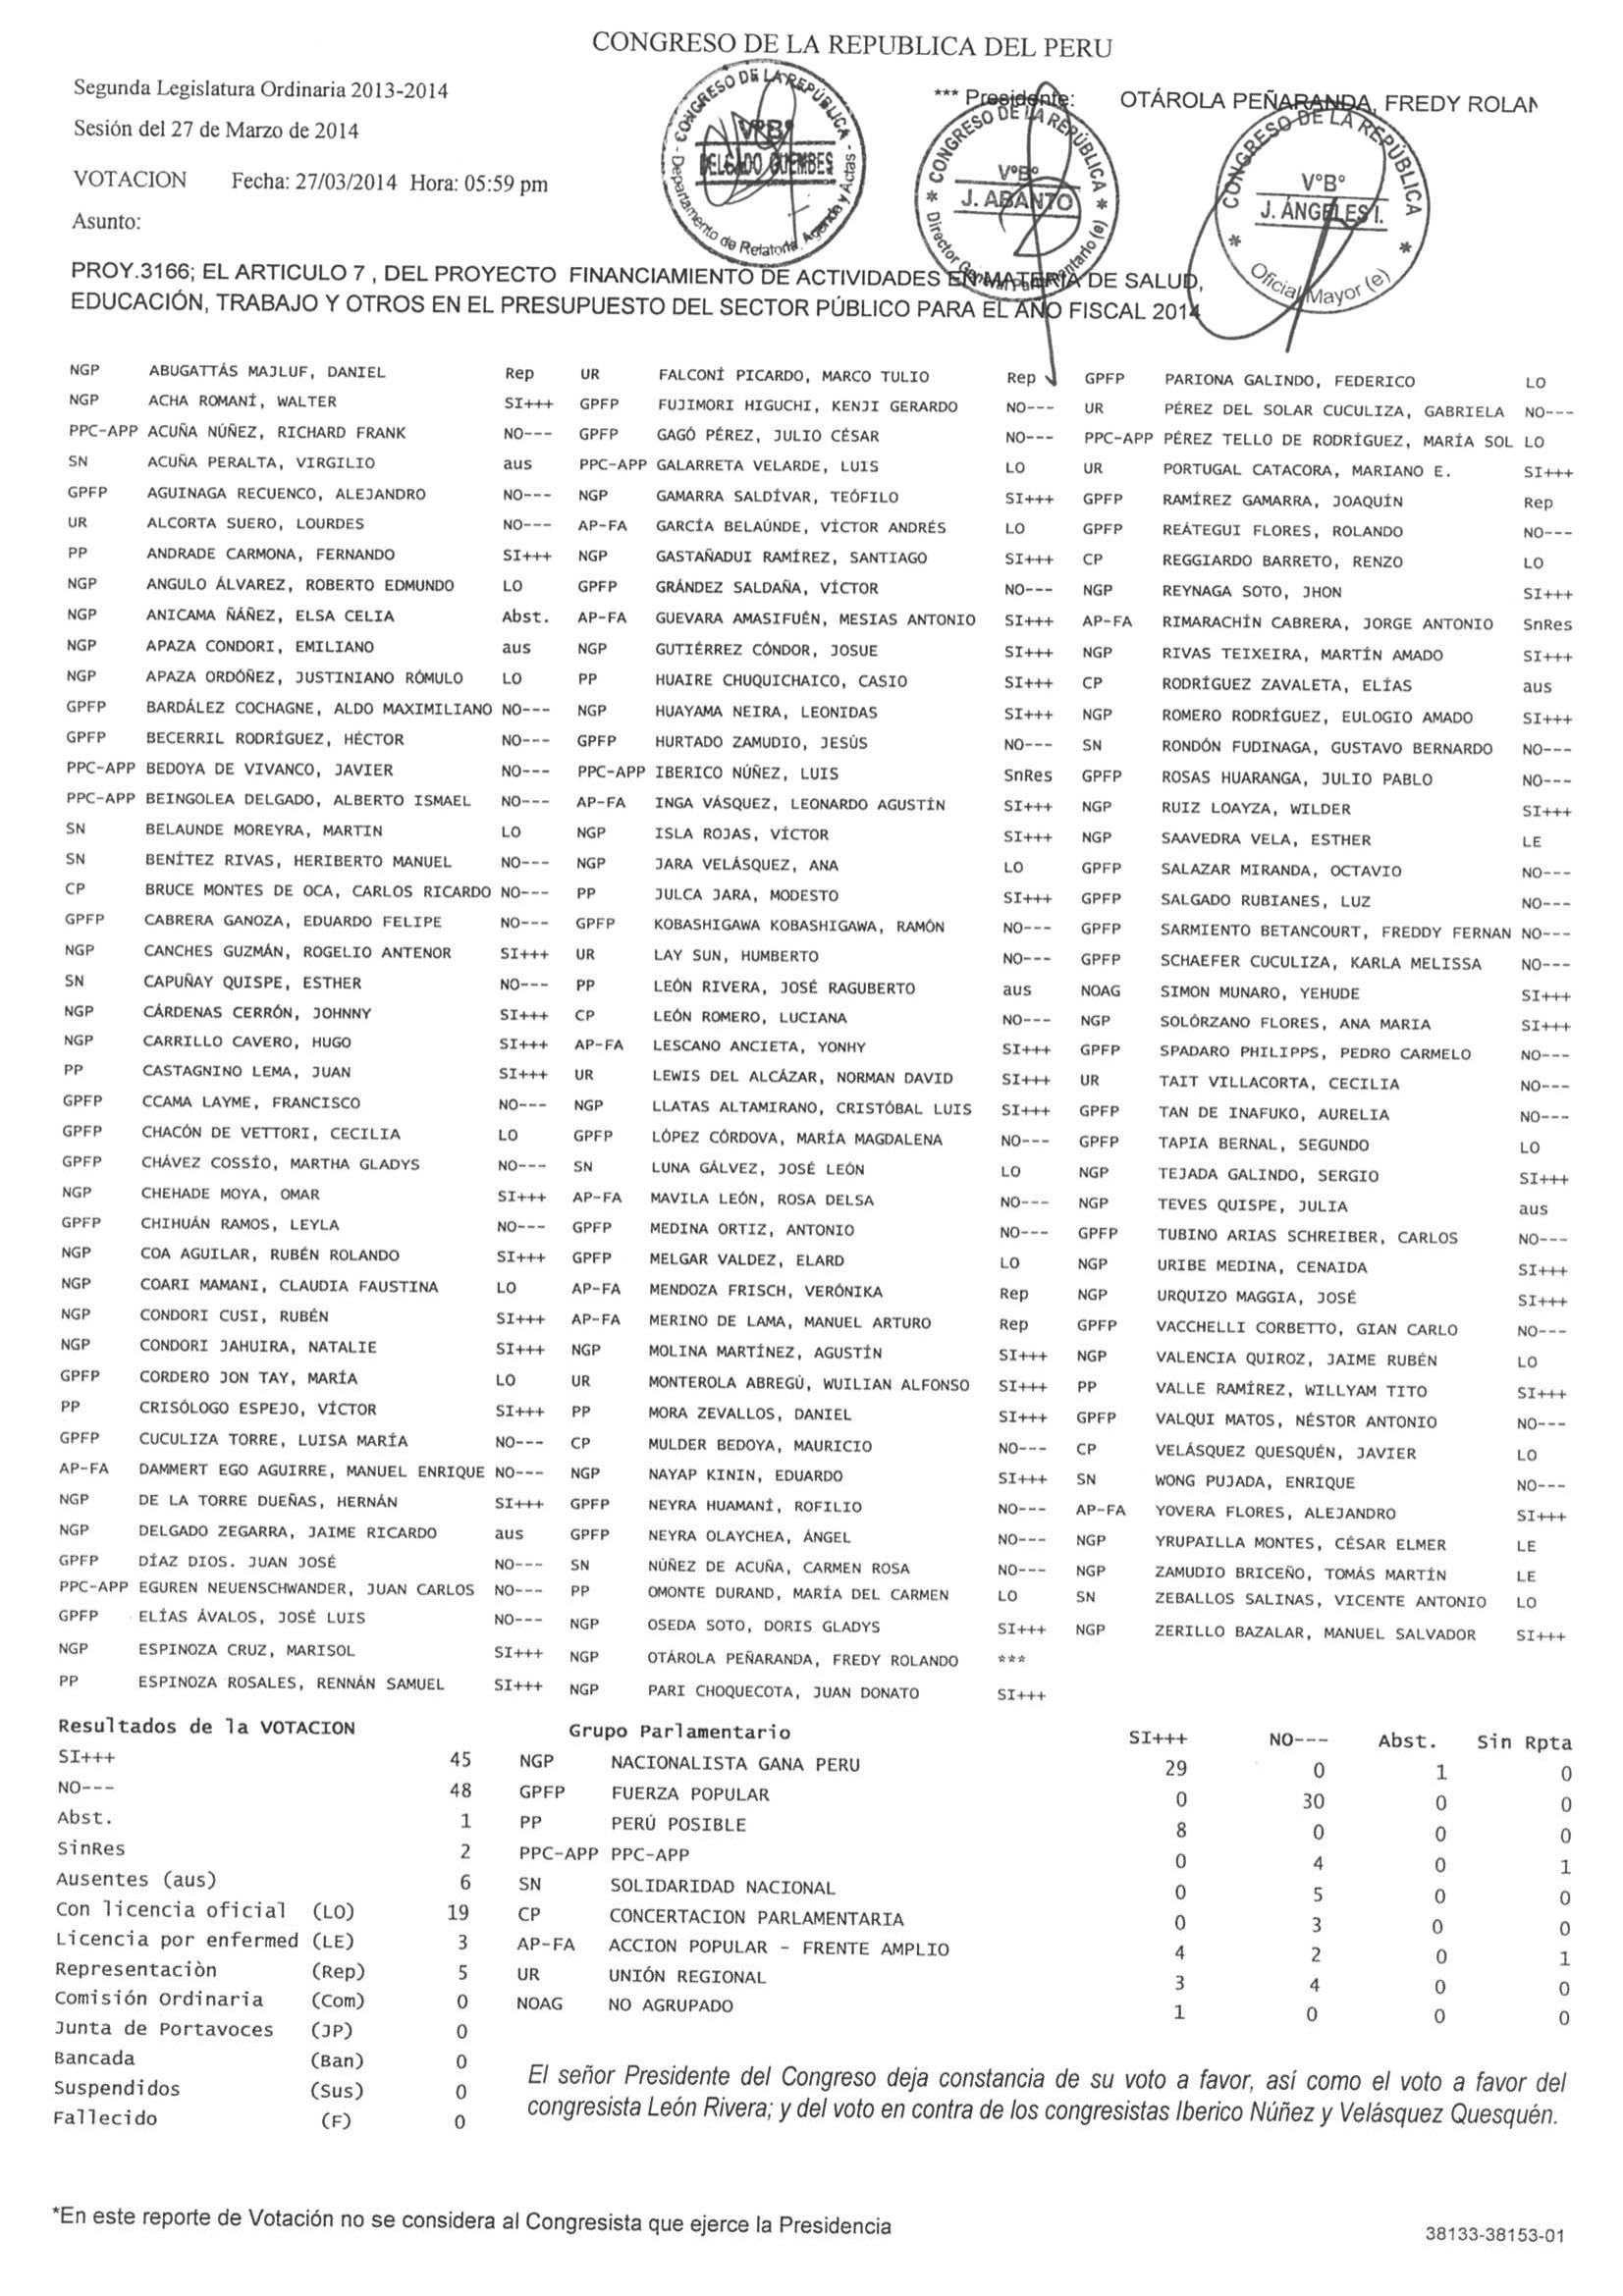 CONGRESO DE LA REPUBLICA DEL PERU
Segunda Legislatura Ordinaria 2013-2014
*** Presidente: OTÁROLA PEÑARANDA, FREDY ROLAN
Sesión del 27 de Marzo de 2014
VOTACION Fecha: 27/03/2014 Hora: 05:59 pm
Asunto:
CONGRESO DE LA REPÚBLICA
V°B°
DELGADO GUEMBES
Departamento de Relatoría, Agenda y Actas
CONGRESO DE LA REPÚBLICA
V°B°
J. ABANTO
Director General Parlamentario (e)
CONGRESO DE LA REPÚBLICA
V°B°
J. ÁNGELES I.
Oficial Mayor (e)
PROY.3166; EL ARTICULO 7 , DEL PROYECTO FINANCIAMIENTO DE ACTIVIDADES EN MATERIA DE SALUD,
EDUCACIÓN, TRABAJO Y OTROS EN EL PRESUPUESTO DEL SECTOR PÚBLICO PARA EL AÑO FISCAL 2014
NGP ABUGATTÁS MAJLUF, DANIEL Rep UR FALCONÍ PICARDO, MARCO TULIO Rep GPFP PARIONA GALINDO, FEDERICO LO
NGP ACHA ROMANÍ, WALTER SI+++ GPFP FUJIMORI HIGUCHI, KENJI GERARDO NO--- UR PÉREZ DEL SOLAR CUCULIZA, GABRIELA NO---
PPC-APP ACUÑA NÚÑEZ, RICHARD FRANK NO--- GPFP GAGÓ PÉREZ, JULIO CÉSAR NO--- PPC-APP PÉREZ TELLO DE RODRÍGUEZ, MARÍA SOL LO
SN ACUÑA PERALTA, VIRGILIO aus PPC-APP GALARRETA VELARDE, LUIS LO UR PORTUGAL CATACORA, MARIANO E. SI+++
GPFP AGUINAGA RECUENCO, ALEJANDRO NO--- NGP GAMARRA SALDÍVAR, TEÓFILO SI+++ GPFP RAMÍREZ GAMARRA, JOAQUÍN Rep
UR ALCORTA SUERO, LOURDES NO--- AP-FA GARCÍA BELAÚNDE, VÍCTOR ANDRÉS LO GPFP REÁTEGUI FLORES, ROLANDO NO---
PP ANDRADE CARMONA, FERNANDO SI+++ NGP GASTAÑADUI RAMÍREZ, SANTIAGO SI+++ CP REGGIARDO BARRETO, RENZO LO
NGP ANGULO ÁLVAREZ, ROBERTO EDMUNDO LO GPFP GRÁNDEZ SALDAÑA, VÍCTOR NO--- NGP REYNAGA SOTO, JHON SI+++
NGP ANICAMA ÑÁÑEZ, ELSA CELIA Abst. AP-FA GUEVARA AMASIFUÉN, MESIAS ANTONIO SI+++ AP-FA RIMARACHÍN CABRERA, JORGE ANTONIO SnRes
NGP APAZA CONDORI, EMILIANO aus NGP GUTIÉRREZ CÓNDOR, JOSUE SI+++ NGP RIVAS TEIXEIRA, MARTÍN AMADO SI+++
NGP APAZA ORDÓÑEZ, JUSTINIANO RÓMULO LO PP HUAIRE CHUQUICHAICO, CASIO SI+++ CP RODRÍGUEZ ZAVALETA, ELÍAS aus
GPFP BARDÁLEZ COCHAGNE, ALDO MAXIMILIANO NO--- NGP HUAYAMA NEIRA, LEONIDAS SI+++ NGP ROMERO RODRÍGUEZ, EULOGIO AMADO SI+++
GPFP BECERRIL RODRÍGUEZ, HÉCTOR NO--- GPFP HURTADO ZAMUDIO, JESÚS NO--- SN RONDÓN FUDINAGA, GUSTAVO BERNARDO NO---
PPC-APP BEDOYA DE VIVANCO, JAVIER NO--- PPC-APP IBERICO NÚÑEZ, LUIS SnRes GPFP ROSAS HUARANGA, JULIO PABLO NO---
PPC-APP BEINGOLEA DELGADO, ALBERTO ISMAEL NO--- AP-FA INGA VÁSQUEZ, LEONARDO AGUSTÍN SI+++ NGP RUIZ LOAYZA, WILDER SI+++
SN BELAUNDE MOREYRA, MARTIN LO NGP ISLA ROJAS, VÍCTOR SI+++ NGP SAAVEDRA VELA, ESTHER LE
SN BENÍTEZ RIVAS, HERIBERTO MANUEL NO--- NGP JARA VELÁSQUEZ, ANA LO GPFP SALAZAR MIRANDA, OCTAVIO NO---
CP BRUCE MONTES DE OCA, CARLOS RICARDO NO--- PP JULCA JARA, MODESTO SI+++ GPFP SALGADO RUBIANES, LUZ NO---
GPFP CABRERA GANOZA, EDUARDO FELIPE NO--- GPFP KOBASHIGAWA KOBASHIGAWA, RAMÓN NO--- GPFP SARMIENTO BETANCOURT, FREDDY FERNAN NO---
NGP CANCHES GUZMÁN, ROGELIO ANTENOR SI+++ UR LAY SUN, HUMBERTO NO--- GPFP SCHAEFER CUCULIZA, KARLA MELISSA NO---
SN CAPUÑAY QUISPE, ESTHER NO--- PP LEÓN RIVERA, JOSÉ RAGUBERTO aus NOAG SIMON MUNARO, YEHUDE SI+++
NGP CÁRDENAS CERRÓN, JOHNNY SI+++ CP LEÓN ROMERO, LUCIANA NO--- NGP SOLÓRZANO FLORES, ANA MARIA SI+++
NGP CARRILLO CAVERO, HUGO SI+++ AP-FA LESCANO ANCIETA, YONHY SI+++ GPFP SPADARO PHILIPPS, PEDRO CARMELO NO---
PP CASTAGNINO LEMA, JUAN SI+++ UR LEWIS DEL ALCÁZAR, NORMAN DAVID SI+++ UR TAIT VILLACORTA, CECILIA NO---
GPFP CCAMA LAYME, FRANCISCO NO--- NGP LLATAS ALTAMIRANO, CRISTÓBAL LUIS SI+++ GPFP TAN DE INAFUKO, AURELIA NO---
GPFP CHACÓN DE VETTORI, CECILIA LO GPFP LÓPEZ CÓRDOVA, MARÍA MAGDALENA NO--- GPFP TAPIA BERNAL, SEGUNDO LO
GPFP CHÁVEZ COSSÍO, MARTHA GLADYS NO--- SN LUNA GÁLVEZ, JOSÉ LEÓN LO NGP TEJADA GALINDO, SERGIO SI+++
NGP CHEHADE MOYA, OMAR SI+++ AP-FA MAVILA LEÓN, ROSA DELSA NO--- NGP TEVES QUISPE, JULIA aus
GPFP CHIHUÁN RAMOS, LEYLA NO--- GPFP MEDINA ORTIZ, ANTONIO NO--- GPFP TUBINO ARIAS SCHREIBER, CARLOS NO---
NGP COA AGUILAR, RUBÉN ROLANDO SI+++ GPFP MELGAR VALDEZ, ELARD LO NGP URIBE MEDINA, CENAIDA SI+++
NGP COARI MAMANI, CLAUDIA FAUSTINA LO AP-FA MENDOZA FRISCH, VERÓNIKA Rep NGP URQUIZO MAGGIA, JOSÉ SI+++
NGP CONDORI CUSI, RUBÉN SI+++ AP-FA MERINO DE LAMA, MANUEL ARTURO Rep GPFP VACCHELLI CORBETTO, GIAN CARLO NO---
NGP CONDORI JAHUIRA, NATALIE SI+++ NGP MOLINA MARTÍNEZ, AGUSTÍN SI+++ NGP VALENCIA QUIROZ, JAIME RUBÉN LO
GPFP CORDERO JON TAY, MARÍA LO UR MONTEROLA ABREGÚ, WUILIAN ALFONSO SI+++ PP VALLE RAMÍREZ, WILLYAM TITO SI+++
PP CRISÓLOGO ESPEJO, VÍCTOR SI+++ PP MORA ZEVALLOS, DANIEL SI+++ GPFP VALQUI MATOS, NÉSTOR ANTONIO NO---
GPFP CUCULIZA TORRE, LUISA MARÍA NO--- CP MULDER BEDOYA, MAURICIO NO--- CP VELÁSQUEZ QUESQUÉN, JAVIER LO
AP-FA DAMMERT EGO AGUIRRE, MANUEL ENRIQUE NO--- NGP NAYAP KININ, EDUARDO SI+++ SN WONG PUJADA, ENRIQUE NO---
NGP DE LA TORRE DUEÑAS, HERNÁN SI+++ GPFP NEYRA HUAMANÍ, ROFILIO NO--- AP-FA YOVERA FLORES, ALEJANDRO SI+++
NGP DELGADO ZEGARRA, JAIME RICARDO aus GPFP NEYRA OLAYCHEA, ÁNGEL NO--- NGP YRUPAILLA MONTES, CÉSAR ELMER LE
GPFP DÍAZ DIOS. JUAN JOSÉ NO--- SN NÚÑEZ DE ACUÑA, CARMEN ROSA NO--- NGP ZAMUDIO BRICEÑO, TOMÁS MARTÍN LE
PPC-APP EGUREN NEUENSCHWANDER, JUAN CARLOS NO--- PP OMONTE DURAND, MARÍA DEL CARMEN LO SN ZEBALLOS SALINAS, VICENTE ANTONIO LO
GPFP ELÍAS ÁVALOS, JOSÉ LUIS NO--- NGP OSEDA SOTO, DORIS GLADYS SI+++ NGP ZERILLO BAZALAR, MANUEL SALVADOR SI+++
NGP ESPINOZA CRUZ, MARISOL SI+++ NGP OTÁROLA PEÑARANDA, FREDY ROLANDO ***
PP ESPINOZA ROSALES, RENNÁN SAMUEL SI+++ NGP PARI CHOQUECOTA, JUAN DONATO SI+++
Resultados de la VOTACION Grupo Parlamentario SI+++ NO--- Abst. Sin Rpta
SI+++ 45 NGP NACIONALISTA GANA PERU 29 0 1 0
NO--- 48 GPFP FUERZA POPULAR 0 30 0 0
Abst. 1 PP PERÚ POSIBLE 8 0 0 0
SinRes 2 PPC-APP PPC-APP 0 4 0 1
Ausentes (aus) 6 SN SOLIDARIDAD NACIONAL 0 5 0 0
Con licencia oficial (LO) 19 CP CONCERTACION PARLAMENTARIA 0 3 0 0
Licencia por enfermed (LE) 3 AP-FA ACCION POPULAR - FRENTE AMPLIO 4 2 0 1
Representaciòn (Rep) 5 UR UNIÓN REGIONAL 3 4 0 0
Comisión Ordinaria (Com) 0 NOAG NO AGRUPADO 1 0 0 0
Junta de Portavoces (JP) 0
Bancada (Ban) 0
Suspendidos (Sus) 0
Fallecido (F) 0
El señor Presidente del Congreso deja constancia de su voto a favor, así como el voto a favor del
congresista León Rivera; y del voto en contra de los congresistas Iberico Núñez y Velásquez Quesquén.
*En este reporte de Votación no se considera al Congresista que ejerce la Presidencia
38133-38153-01